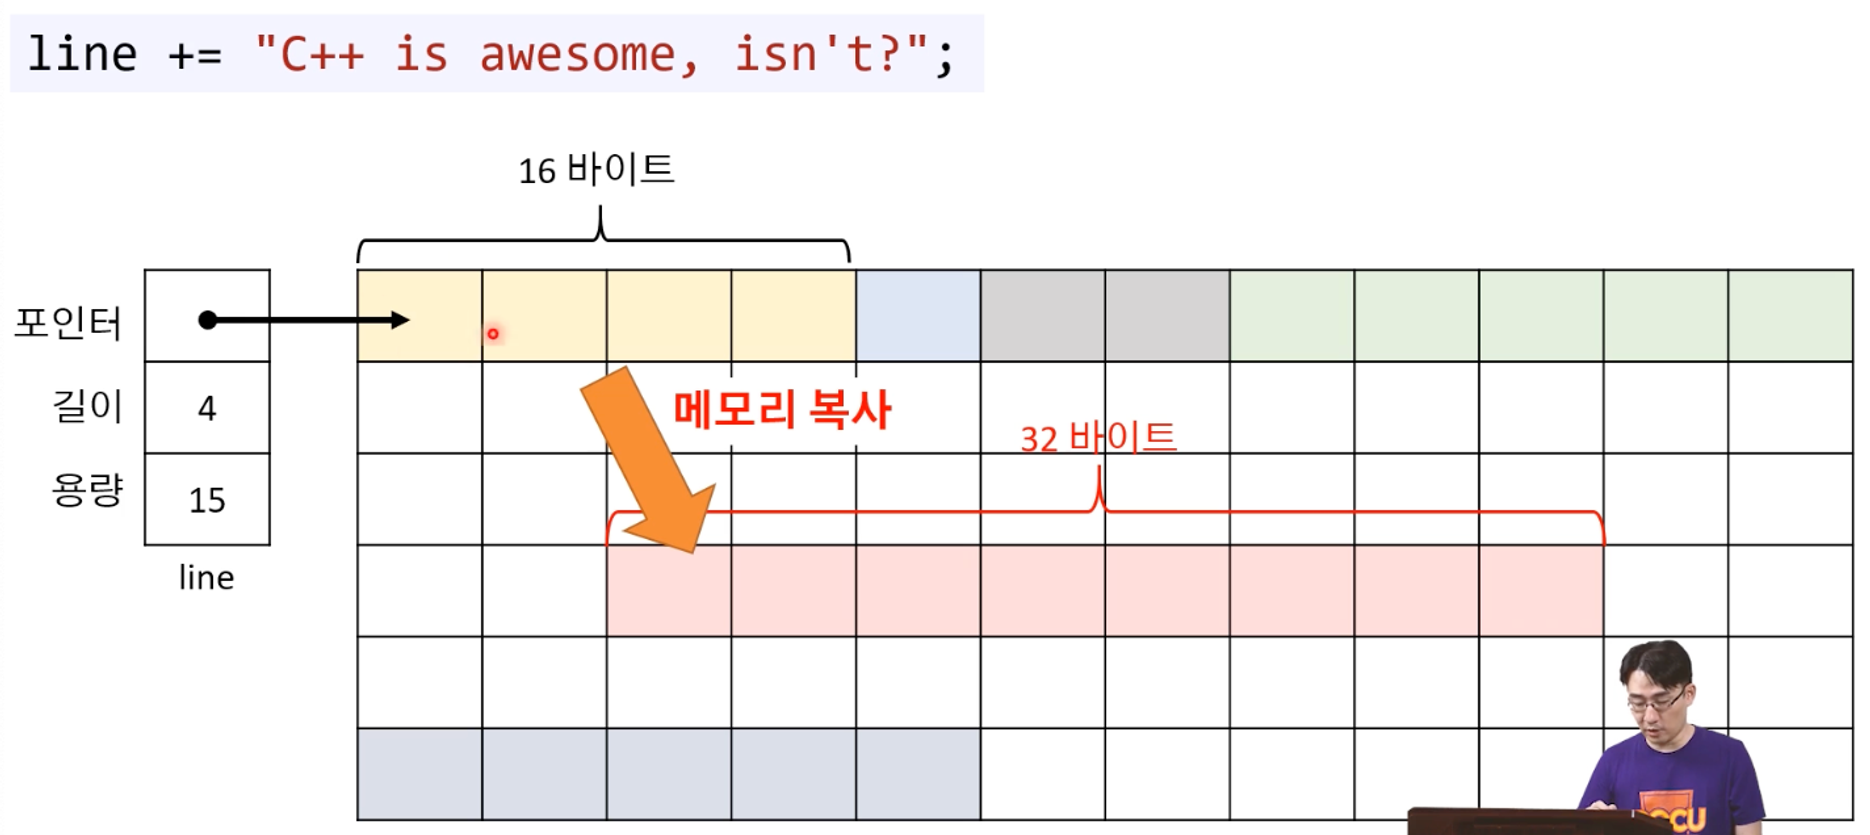 line += "C++ is awesome, isn't?";
16 바이트
포인터
길이
4
메모리 복사
32 바이트
용량
15
line
CU